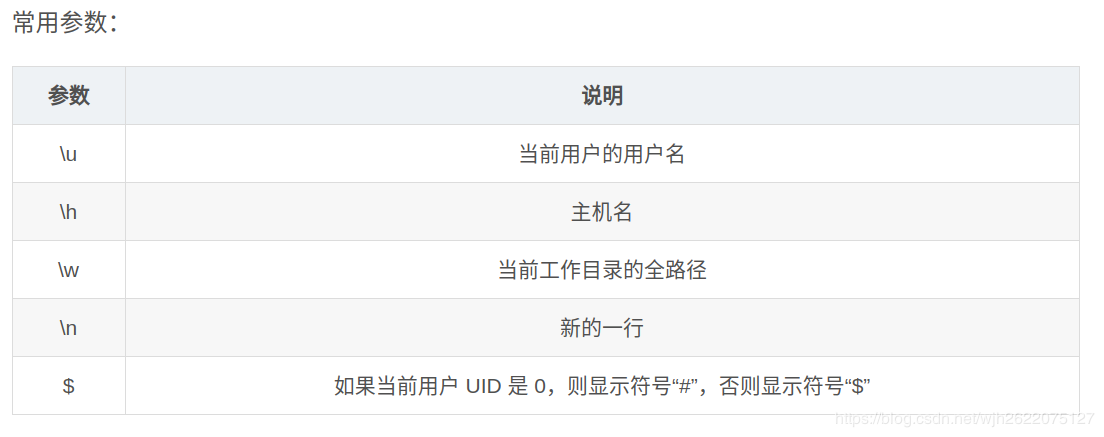 常用参数：
参数 说明
\u 当前用户的用户名
\h 主机名
\w 当前工作目录的全路径
\n 新的一行
$ 如果当前用户 UID 是 0，则显示符号“#”，否则显示符号“$”
https://blog.csdn.net/wjh2622075127